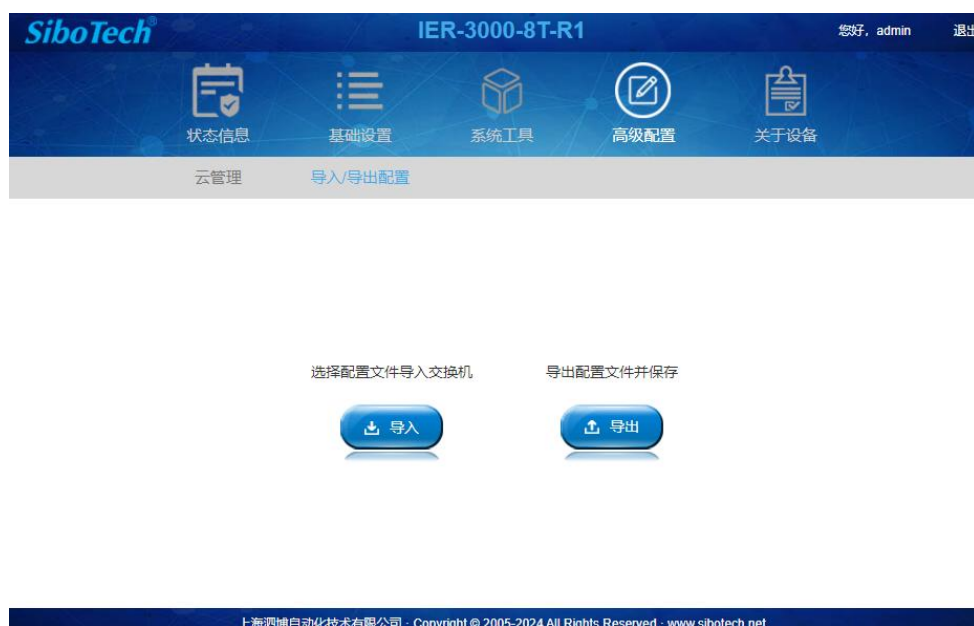 SiboTech® IER-3000-8T-R1 您好，admin 退出
状态信息 基础设置 系统工具 高级配置 关于设备
云管理 导入/导出配置
选择配置文件导入交换机 导出配置文件并保存
导入 导出
上海泗博自动化技术有限公司 - Copyright © 2005-2024 All Rights Reserved - www.sibotech.net